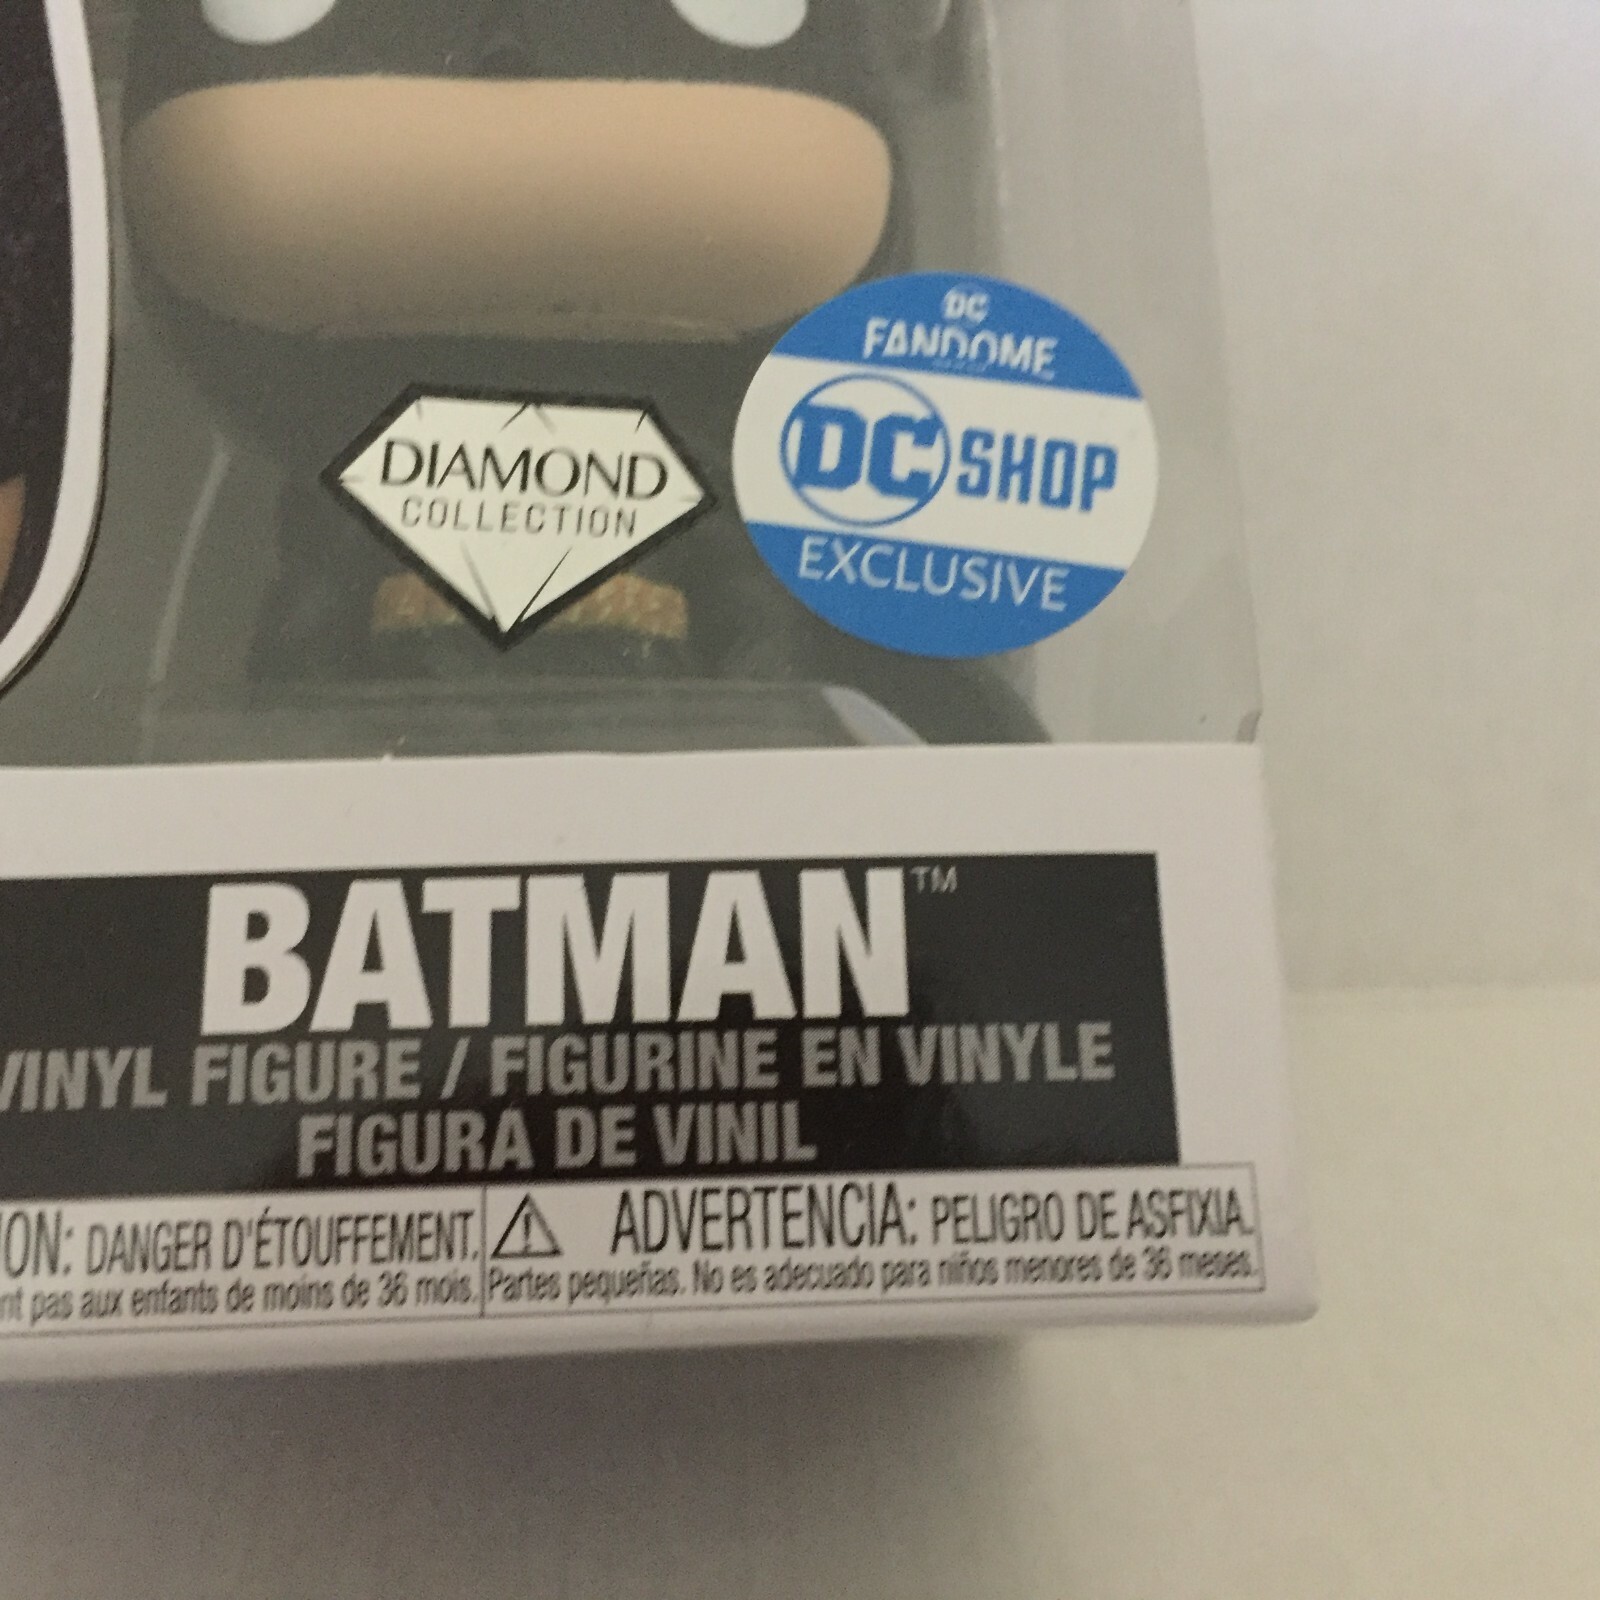 DC
FANDOME
DC SHOP
EXCLUSIVE
DIAMOND
COLLECTION
BATMAN™
VINYL FIGURE / FIGURINE EN VINYLE
FIGURA DE VINIL
ION: DANGER D'ÉTOUFFEMENT.
nt pas aux enfants de moins de 36 mois.
ADVERTENCIA: PELIGRO DE ASFIXIA.
Partes pequeñas. No es adecuado para niños menores de 36 meses.